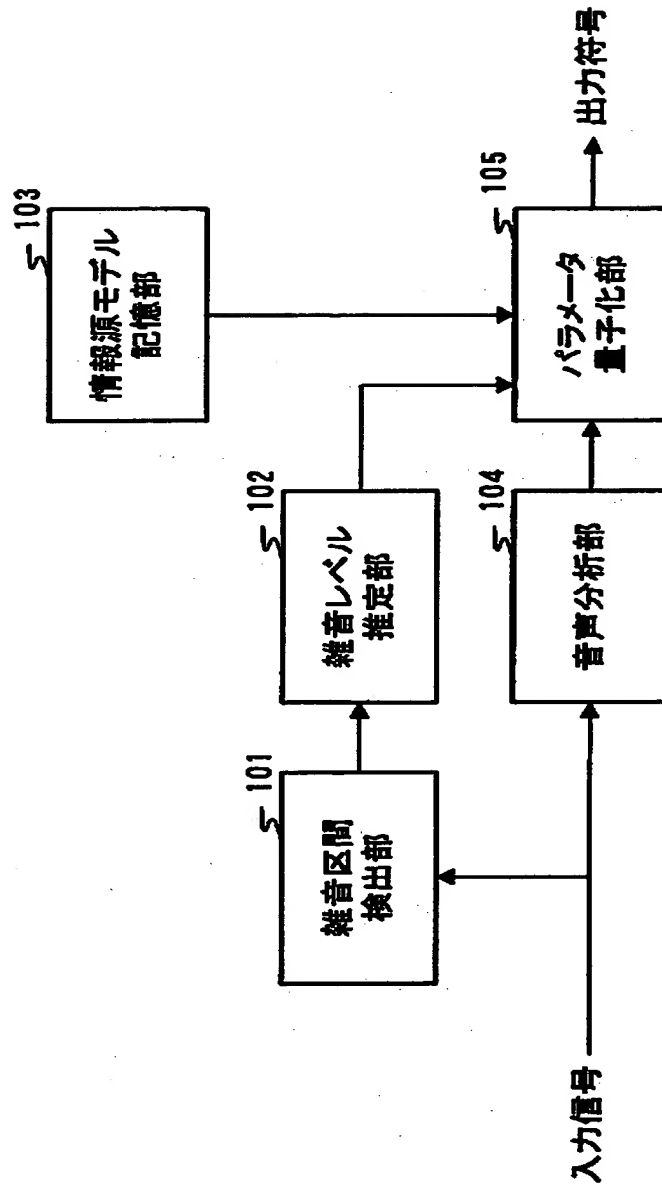 103
情報源モデル
記憶部
101
雑音区間
検出部
102
雑音レベル
推定部
入力信号
104
音声分析部
105
パラメータ
量子化部
出力符号